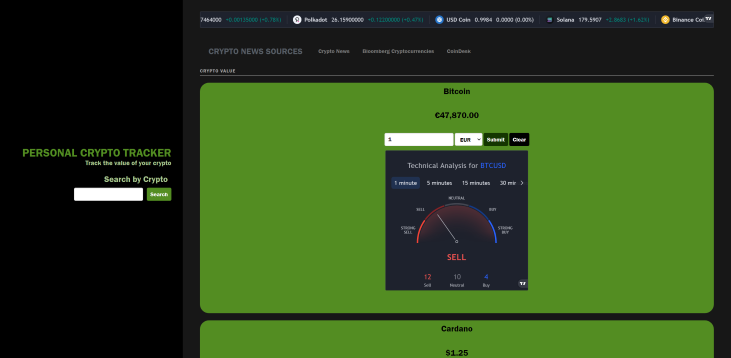 7464000 +0.00135000 (+0.78%) Polkadot 26.15900000 +0.12200000 (+0.47%) USD Coin 0.9984 0.0000 (0.00%) Solana 179.5907 +2.8683 (+1.62%) Binance Coi
CRYPTO NEWS SOURCES Crypto News Bloomberg Cryptocurrencies CoinDesk
CRYPTO VALUE
PERSONAL CRYPTO TRACKER
Track the value of your crypto
Search by Crypto
Search
Bitcoin
€47,870.00
1 EUR Submit Clear
Technical Analysis for BTCUSD
1 minute 5 minutes 15 minutes 30 mi
NEUTRAL
SELL BUY
STRONG SELL STRONG BUY
SELL
12 10 4
Sell Neutral Buy
Cardano
$1.25